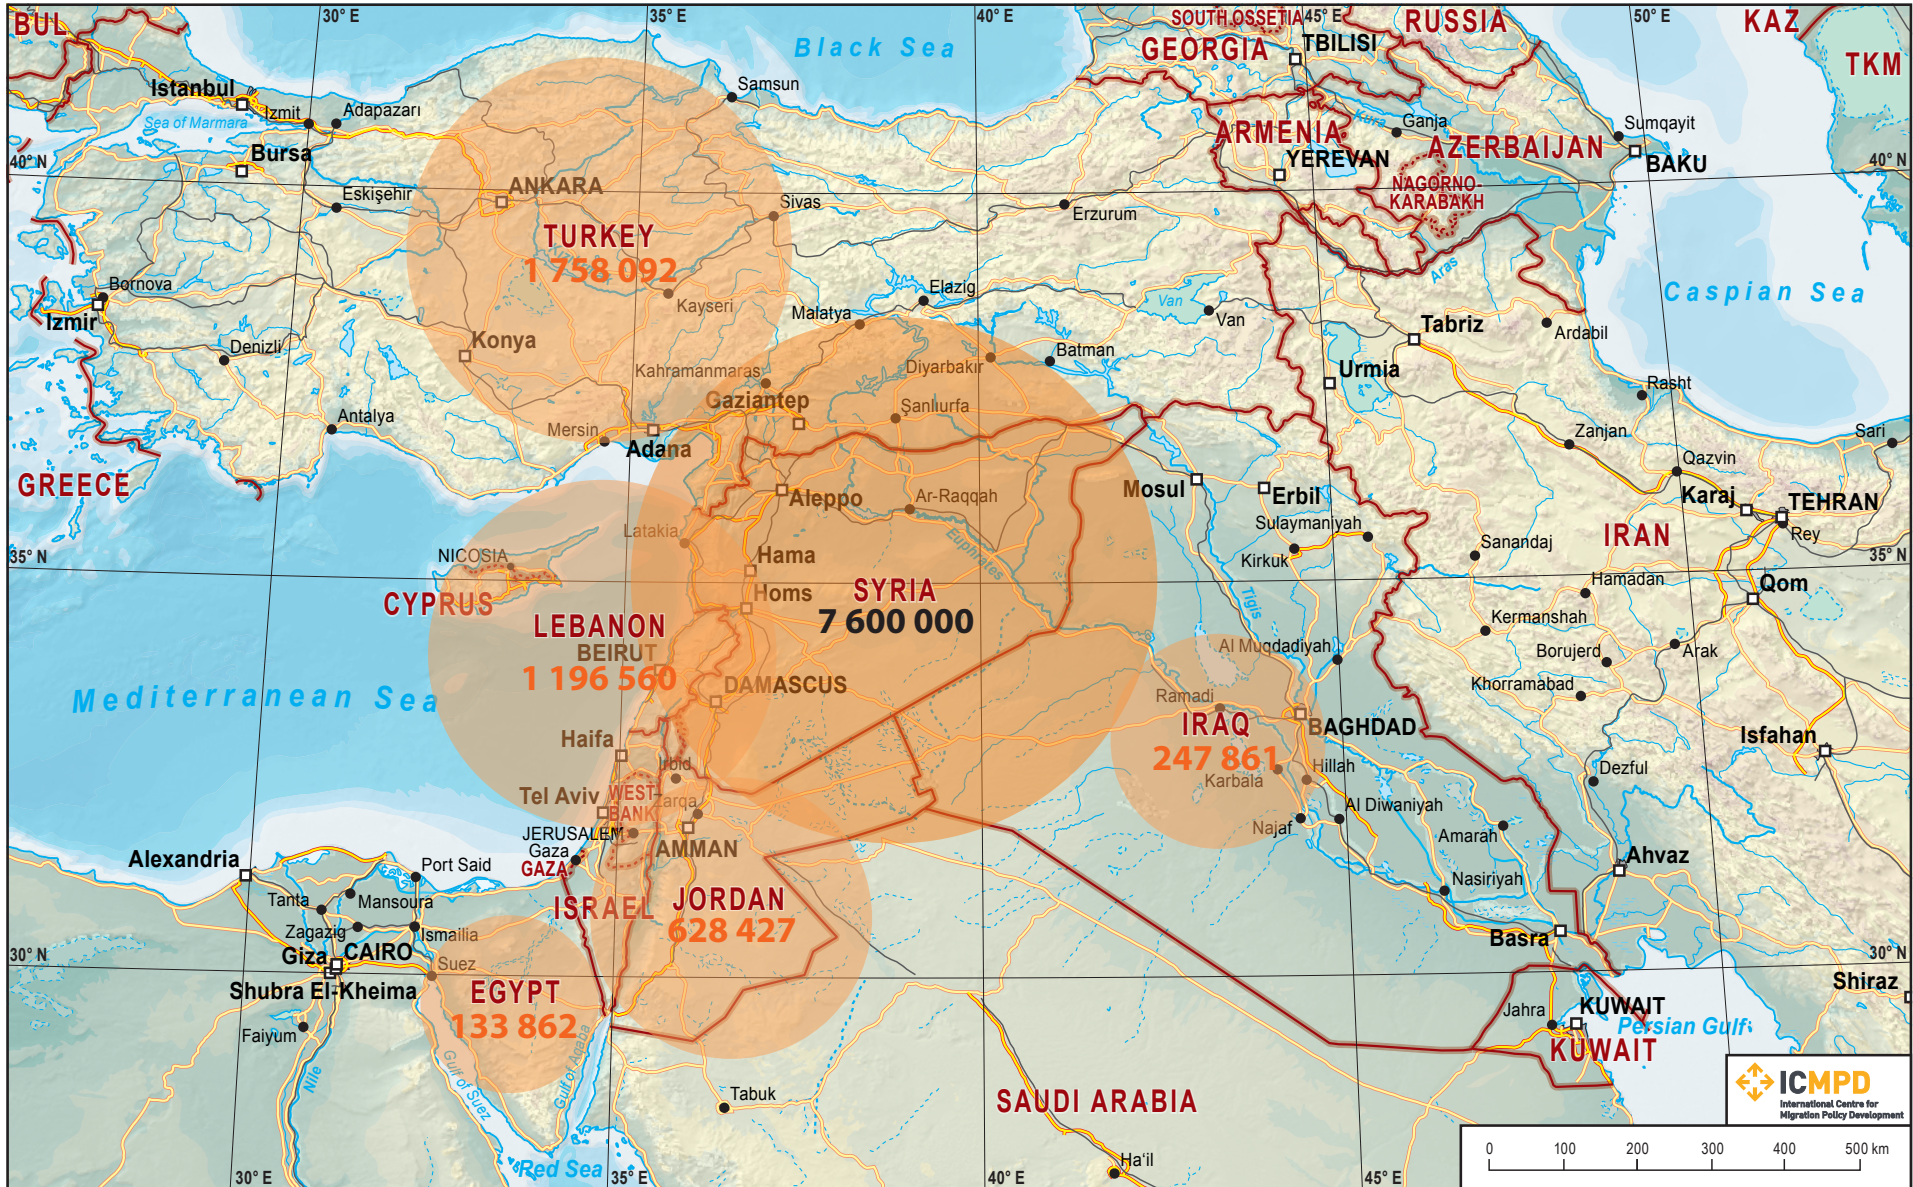 30° E
35° E
40° E
45° E
50° E
BUL
Black Sea
SOUTH OSSETIA
RUSSIA
KAZ
GEORGIA
TBILISI
TKM
Istanbul
Samsun
Izmit
Adapazarı
Sea of Marmara
Kura
Ganja
Sumqayit
ARMENIA
AZERBAIJAN
Bursa
YEREVAN
BAKU
40° N
40° N
ANKARA
NAGORNO-
KARABAKH
Eskişehir
Sivas
Erzurum
TURKEY
1 758 092
Aras
Bornova
Elazig
Caspian Sea
Kayseri
Van
Malatya
Van
Izmir
Tabriz
Ardabil
Konya
Denizli
Batman
Diyarbakır
Kahramanmaras
Urmia
Rasht
Gaziantep
Şanlıurfa
Antalya
Mersin
Adana
Zanjan
Sari
Qazvin
GREECE
Mosul
Erbil
Karaj
TEHRAN
Aleppo
Ar-Raqqah
Sulaymaniyah
Rey
Latakia
Euphrates
Sanandaj
IRAN
35° N
NICOSIA
Hama
Kirkuk
35° N
Hamadan
Qom
CYPRUS
Homs
SYRIA
7 600 000
Tigis
Kermanshah
LEBANON
BEIRUT
Al Muqdadiyah
Borujerd
Arak
1 196 560
DAMASCUS
Khorramabad
Mediterranean Sea
Ramadi
IRAQ
BAGHDAD
Isfahan
Haifa
247 861
Irbid
Hillah
Dezful
Karbala
Tel Aviv
WEST
BANK
Zarqa
Al Diwaniyah
JERUSALEM
Najaf
Amarah
Gaza
AMMAN
Alexandria
Port Said
GAZA
Ahvaz
Nasiriyah
Tanta
Mansoura
ISRAEL
JORDAN
628 427
Zagazig
Ismailia
Basra
30° N
Giza
CAIRO
Suez
30° N
Shubra El-Kheima
EGYPT
Shiraz
133 862
Jahra
KUWAIT
Persian Gulf
Faiyum
KUWAIT
Nile
Gulf of Suez
Gulf of Aqaba
Tabuk
SAUDI ARABIA
ICMPD
International Centre for
Migration Policy Development
Red Sea
Ha'il
0 100 200 300 400 500 km
30° E
35° E
40° E
45° E